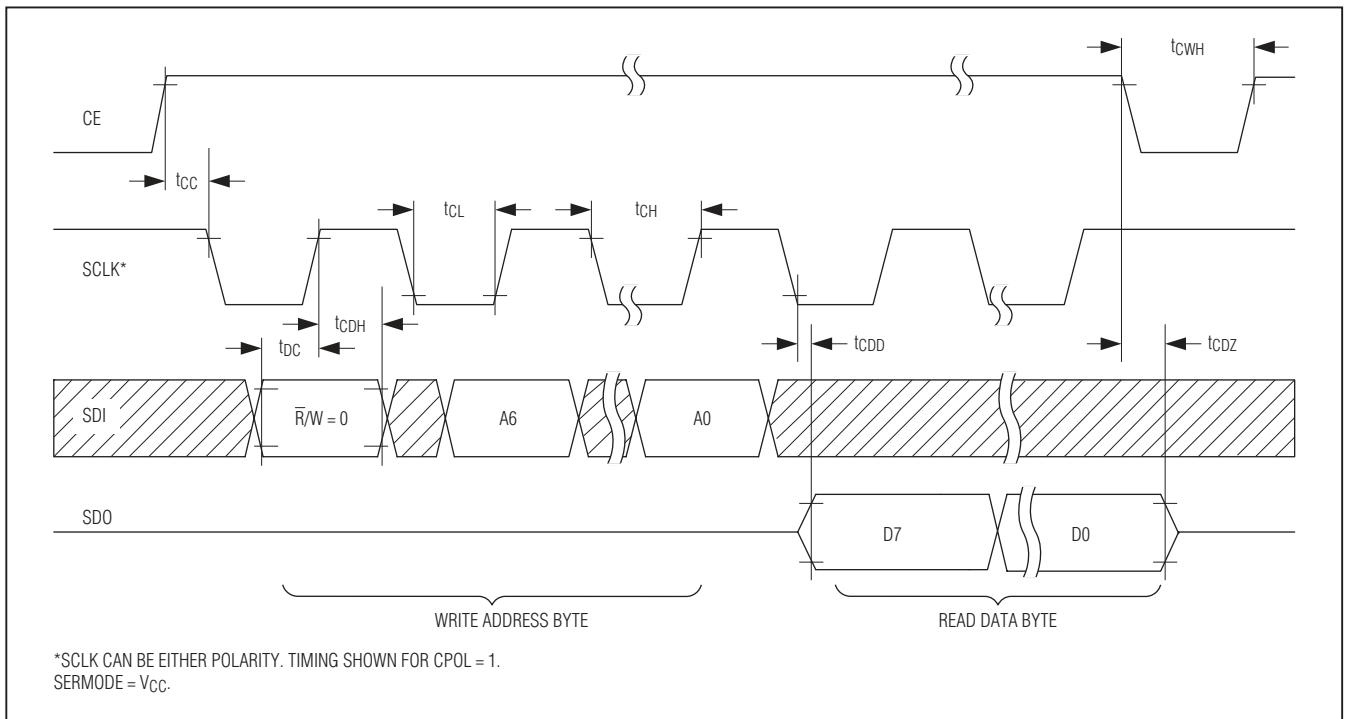 tCWH
CE
tCC
tCL
tCH
SCLK*
tCDH
tDC
tCDD
tCDZ
SDI
R̅/W = 0
A6
A0
SDO
D7
D0
WRITE ADDRESS BYTE
READ DATA BYTE
*SCLK CAN BE EITHER POLARITY. TIMING SHOWN FOR CPOL = 1.
SERMODE = VCC.